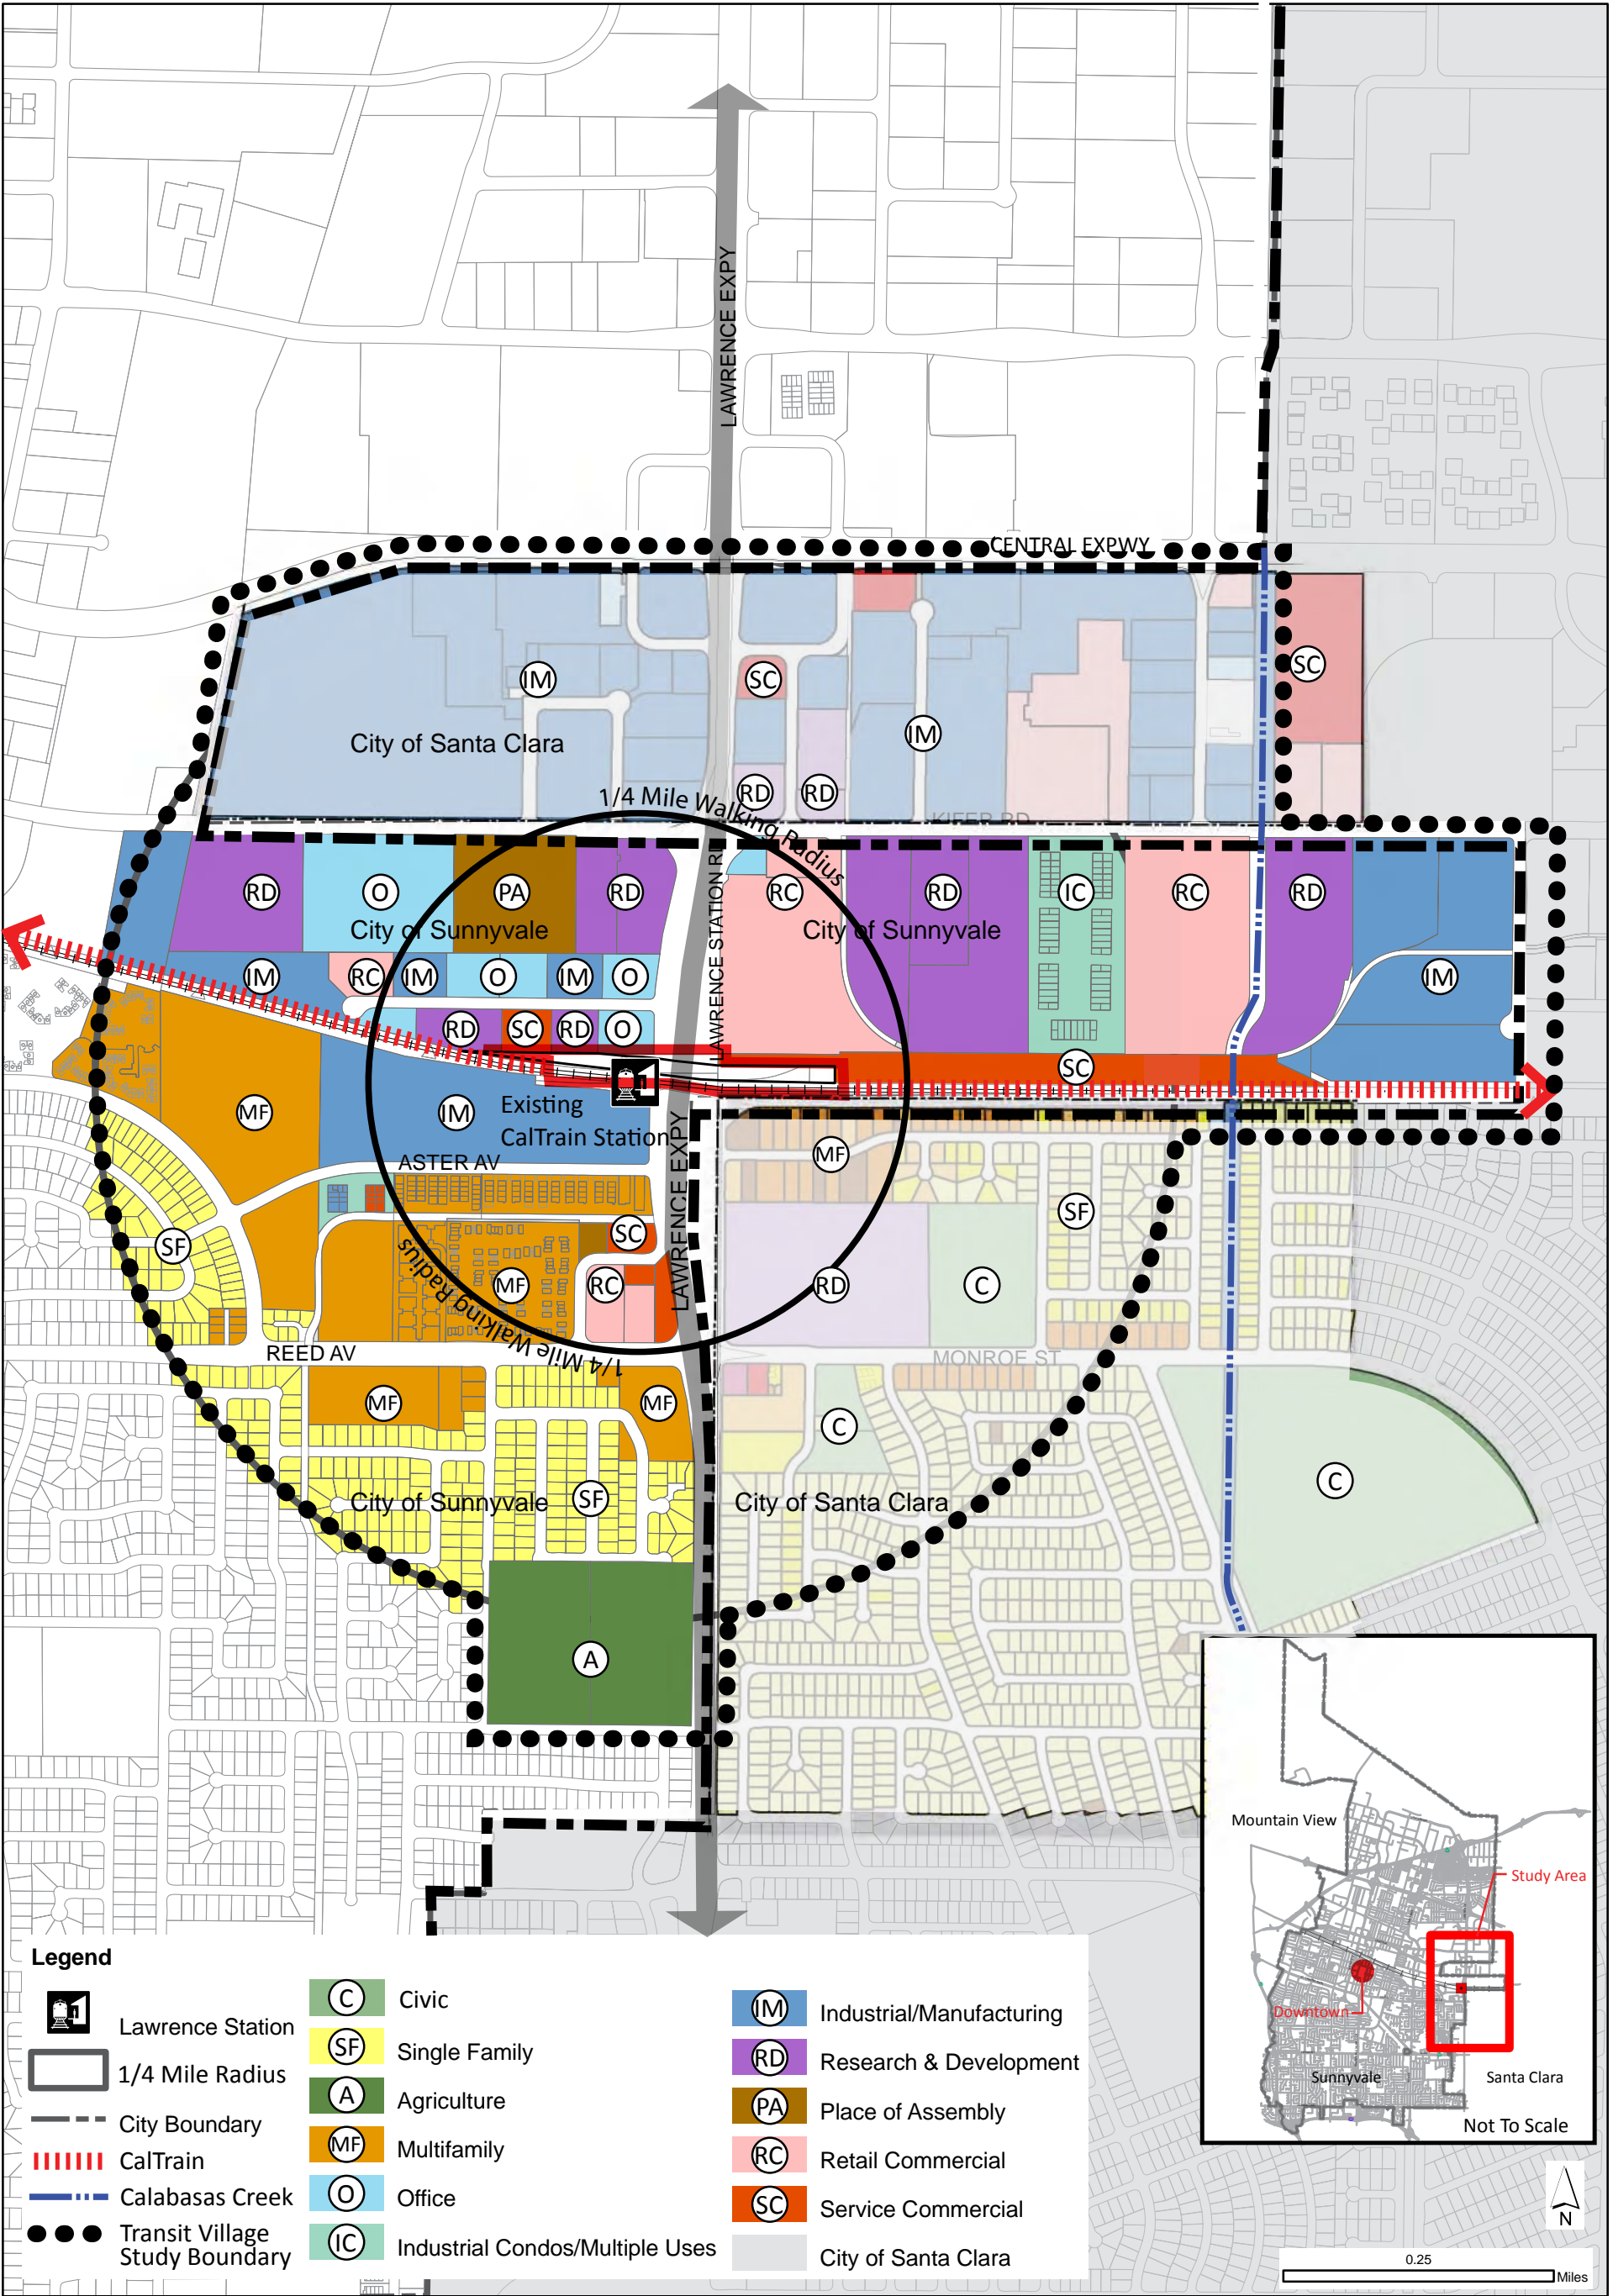 LAWRENCE EXPY
CENTRAL EXPWY
IM
SC
SC
IM
City of Santa Clara
RD
RD
1/4 Mile Walking Radius
KIFER RD
LAWRENCE STATION RD
RD
O
PA
RD
RC
RD
IC
RC
RD
City of Sunnyvale
City of Sunnyvale
IM
RC
IM
O
IM
O
IM
RD
SC
RD
O
SC
MF
IM
Existing
CalTrain Station
MF
ASTER AV
LAWRENCE EXPY
SF
SC
SF
MF
RC
RD
C
1/4 Mile Walking Radius
REED AV
MONROE ST
MF
MF
C
C
City of Sunnyvale
SF
City of Santa Clara
A
Mountain View
Study Area
Downtown
Sunnyvale
Santa Clara
Not To Scale
N
0.25
Miles
Legend
Lawrence Station
1/4 Mile Radius
City Boundary
CalTrain
Calabasas Creek
Transit Village
Study Boundary
C Civic
SF Single Family
A Agriculture
MF Multifamily
O Office
IC Industrial Condos/Multiple Uses
IM Industrial/Manufacturing
RD Research & Development
PA Place of Assembly
RC Retail Commercial
SC Service Commercial
City of Santa Clara